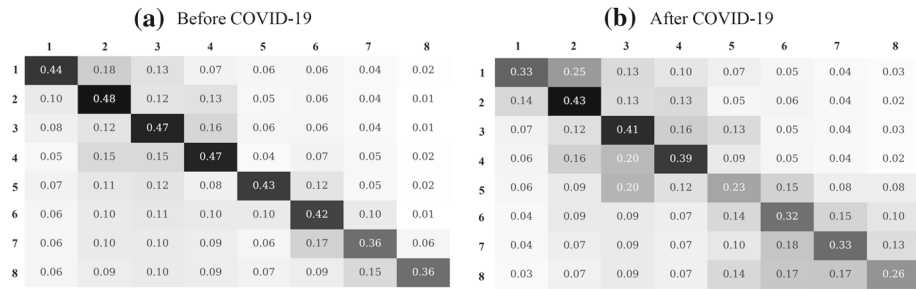 (a) Before COVID-19
1 2 3 4 5 6 7 8
1 0.44 0.18 0.13 0.07 0.06 0.06 0.04 0.02
2 0.10 0.48 0.12 0.13 0.05 0.06 0.04 0.01
3 0.08 0.12 0.47 0.16 0.06 0.06 0.04 0.01
4 0.05 0.15 0.15 0.47 0.04 0.07 0.05 0.02
5 0.07 0.11 0.12 0.08 0.43 0.12 0.05 0.02
6 0.06 0.10 0.11 0.10 0.10 0.42 0.10 0.01
7 0.06 0.10 0.10 0.09 0.06 0.17 0.36 0.06
8 0.06 0.09 0.10 0.09 0.07 0.09 0.15 0.36
(b) After COVID-19
1 2 3 4 5 6 7 8
1 0.33 0.25 0.13 0.10 0.07 0.05 0.04 0.03
2 0.14 0.43 0.13 0.13 0.05 0.06 0.04 0.02
3 0.07 0.12 0.41 0.16 0.13 0.05 0.04 0.03
4 0.06 0.16 0.20 0.39 0.09 0.05 0.04 0.02
5 0.06 0.09 0.20 0.12 0.23 0.15 0.08 0.08
6 0.04 0.09 0.09 0.07 0.14 0.32 0.15 0.10
7 0.04 0.07 0.09 0.07 0.10 0.18 0.33 0.13
8 0.03 0.07 0.09 0.07 0.14 0.17 0.17 0.26